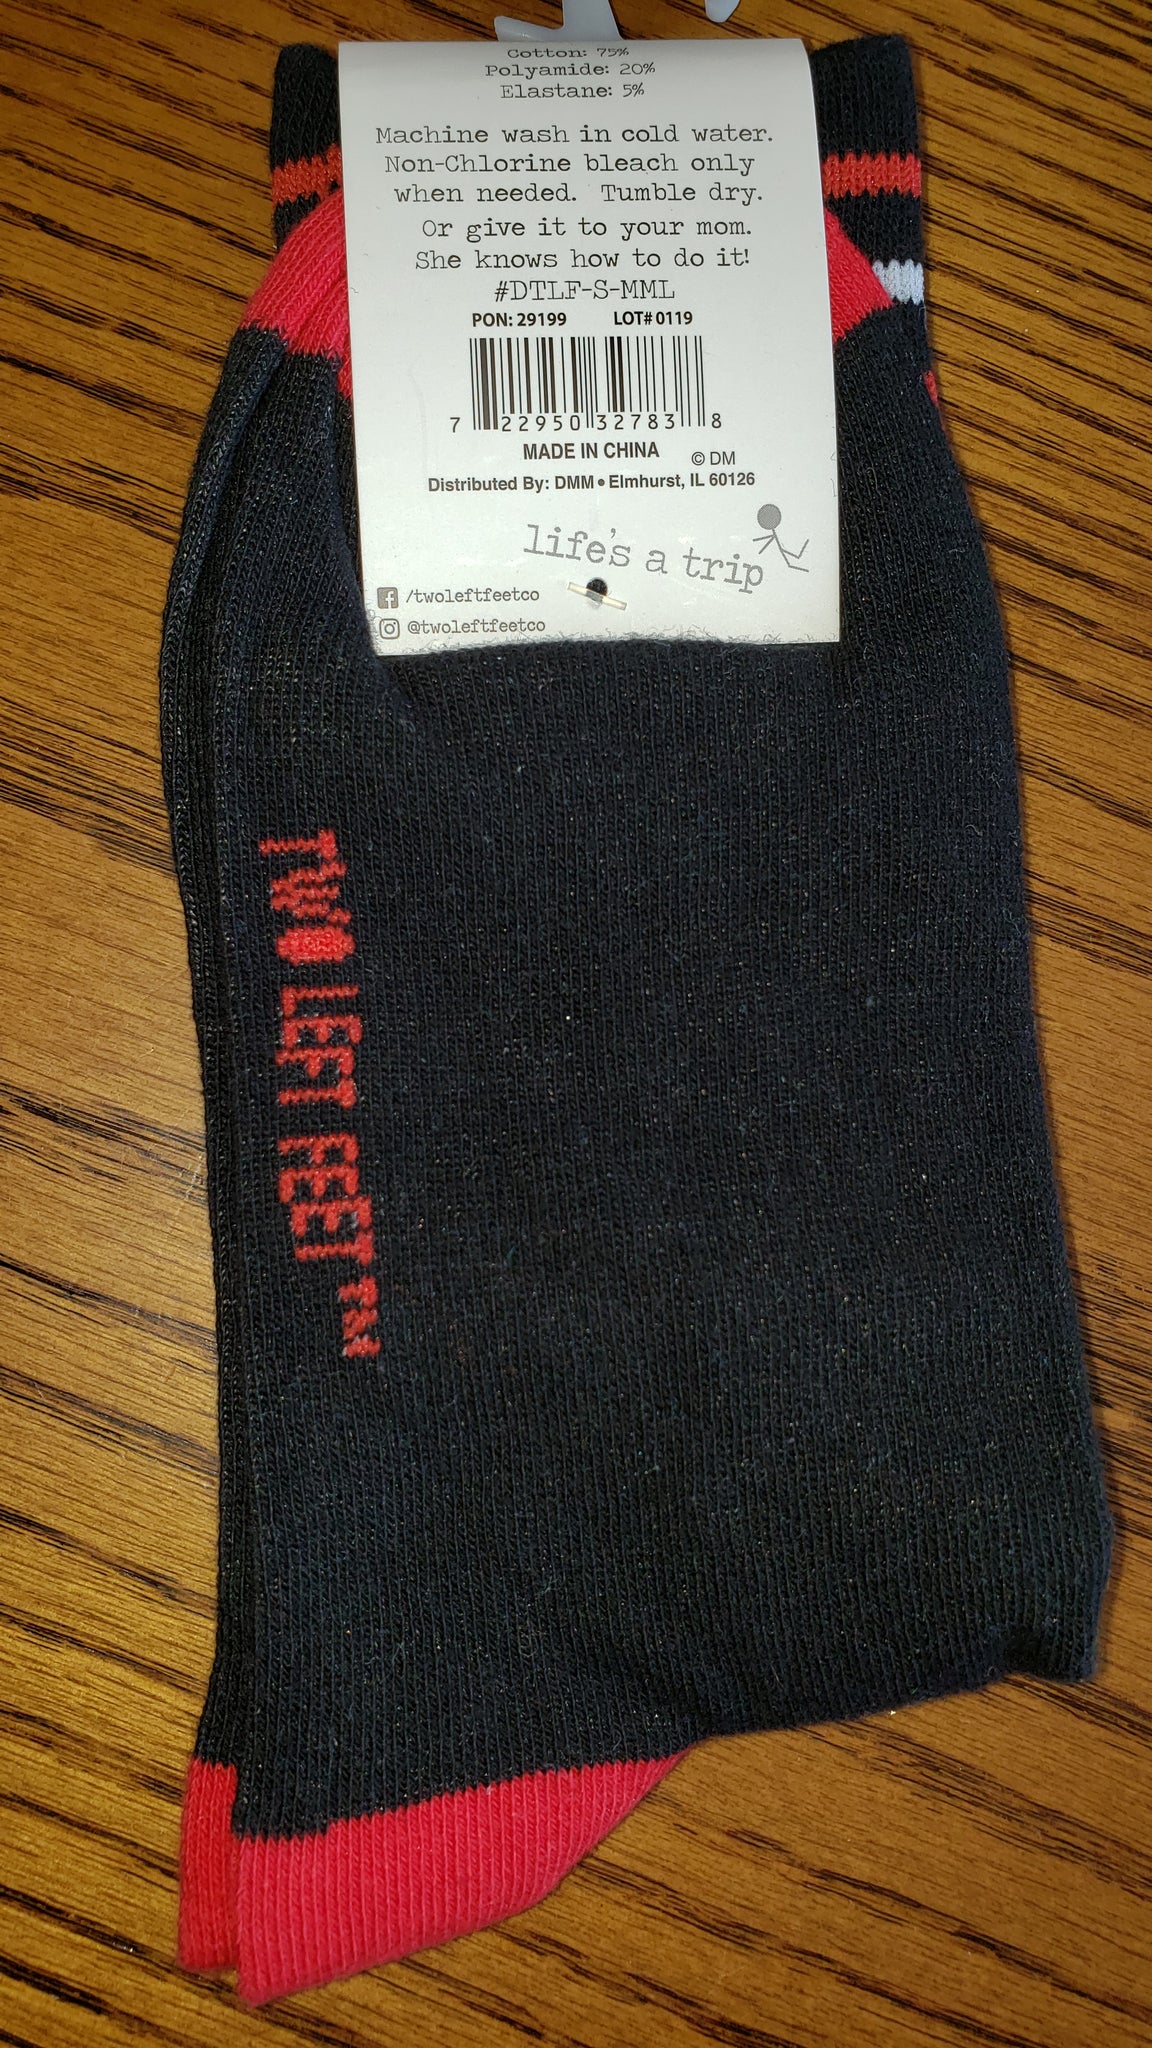 Cotton: 75%
Polyamide: 20%
Elastane: 5%
Machine wash in cold water.
Non-Chlorine bleach only
when needed. Tumble dry.
Or give it to your mom.
She knows how to do it!
#DTLF-S-MML
PON: 29199 LOT# 0119
7 22950 32783 8
MADE IN CHINA © DM
Distributed By: DMM • Elmhurst, IL 60126
life's a trip
/twoleftfeetco
@twoleftfeetco
TWO LEFT FEET™